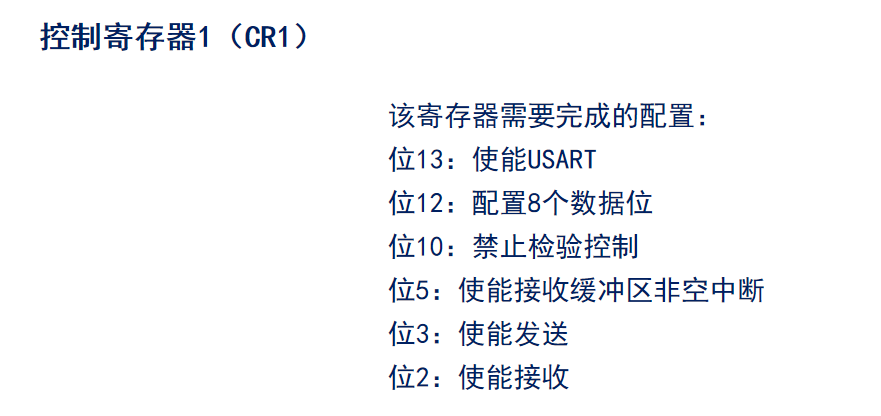 控制寄存器1（CR1）
该寄存器需要完成的配置：
位13：使能USART
位12：配置8个数据位
位10：禁止检验控制
位5：使能接收缓冲区非空中断
位3：使能发送
位2：使能接收